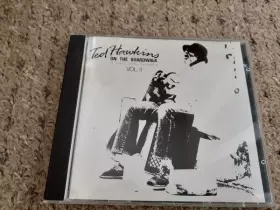 Ted Hawkins
ON THE BOARDWALK
VOL. II